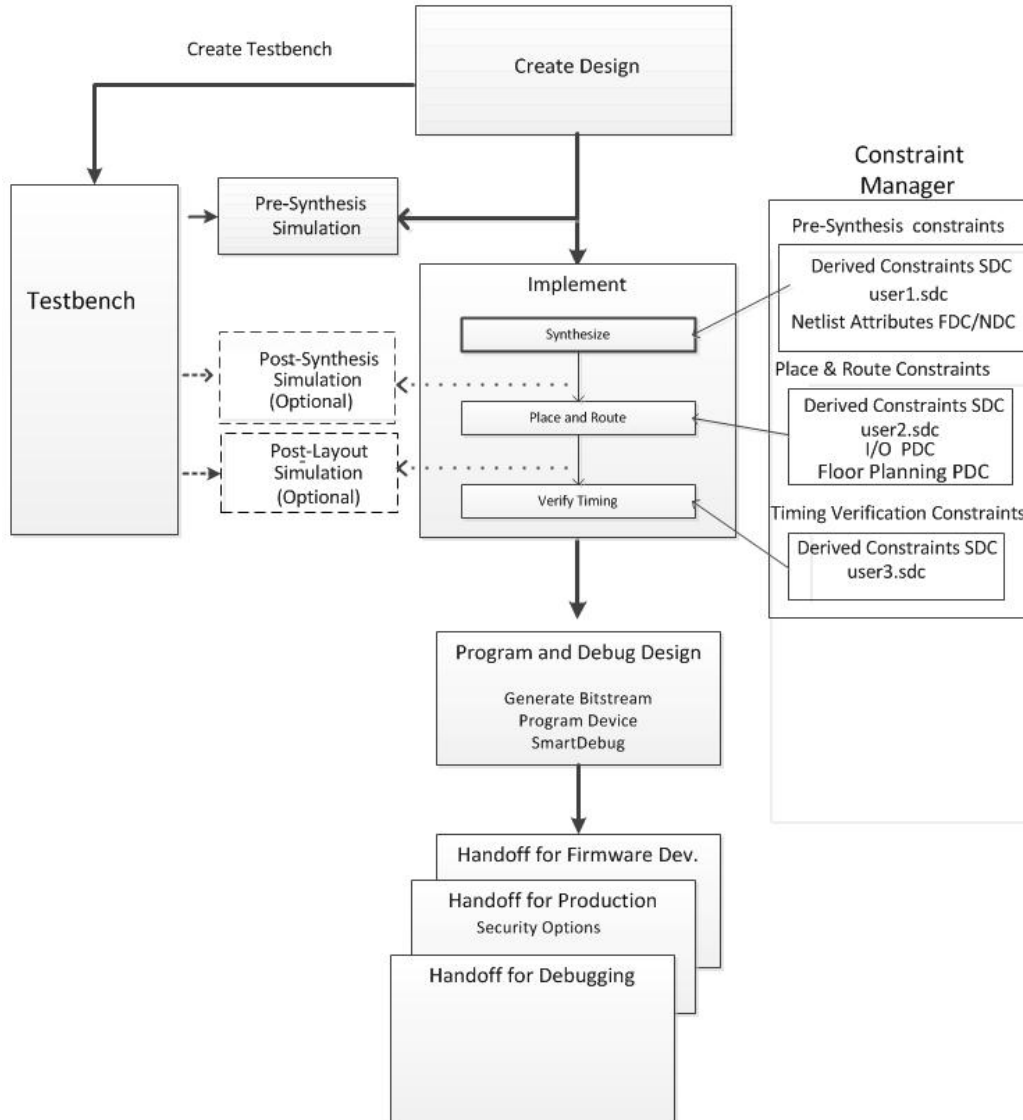 Create Testbench
Create Design
Constraint
Manager
Testbench
Pre-Synthesis
Simulation
Pre-Synthesis constraints
Derived Constraints SDC
user1.sdc
Netlist Attributes FDC/NDC
Implement
Synthesize
Post-Synthesis
Simulation
(Optional)
Place & Route Constraints
Place and Route
Derived Constraints SDC
user2.sdc
I/O PDC
Floor Planning PDC
Post-Layout
Simulation
(Optional)
Verify Timing
Timing Verification Constraints
Derived Constraints SDC
user3.sdc
Program and Debug Design
Generate Bitstream
Program Device
SmartDebug
Handoff for Firmware Dev.
Handoff for Production
Security Options
Handoff for Debugging